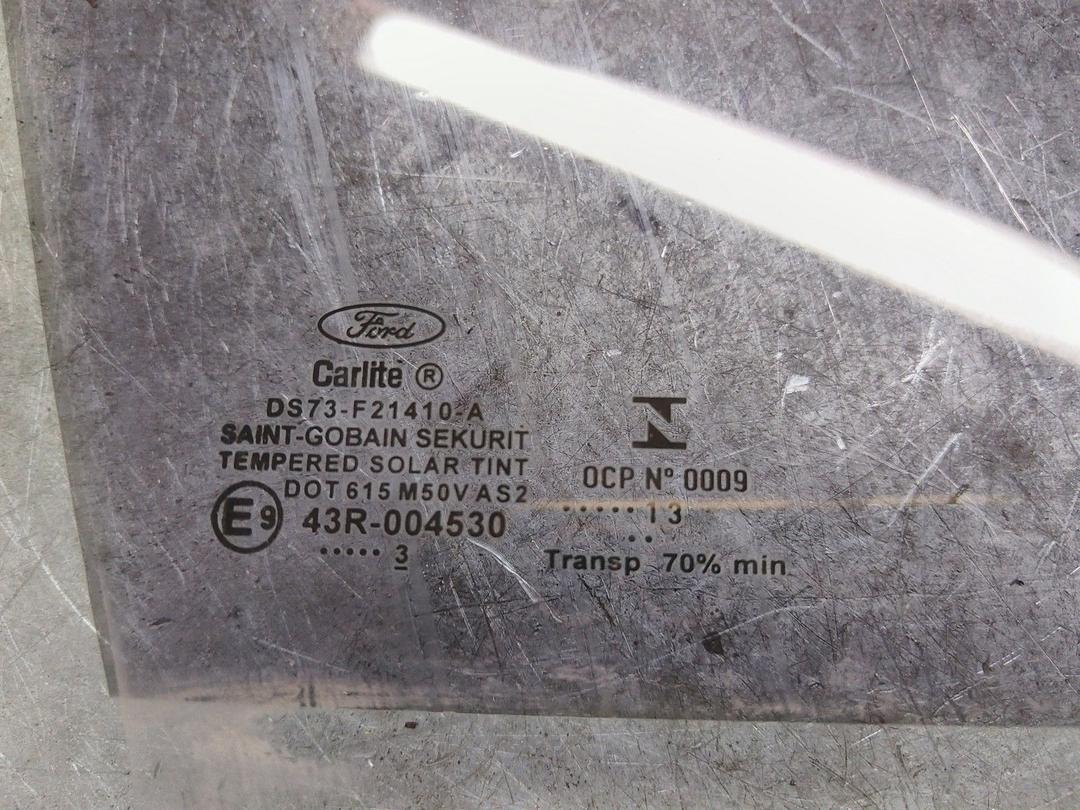 Ford
Carlite ®
DS73-F21410-A
SAINT-GOBAIN SEKURIT
TEMPERED SOLAR TINT
DOT 615 M50V AS2
E9 43R-004530
..... 3
OCP Nº 0009
..... 13
..
Transp 70% min